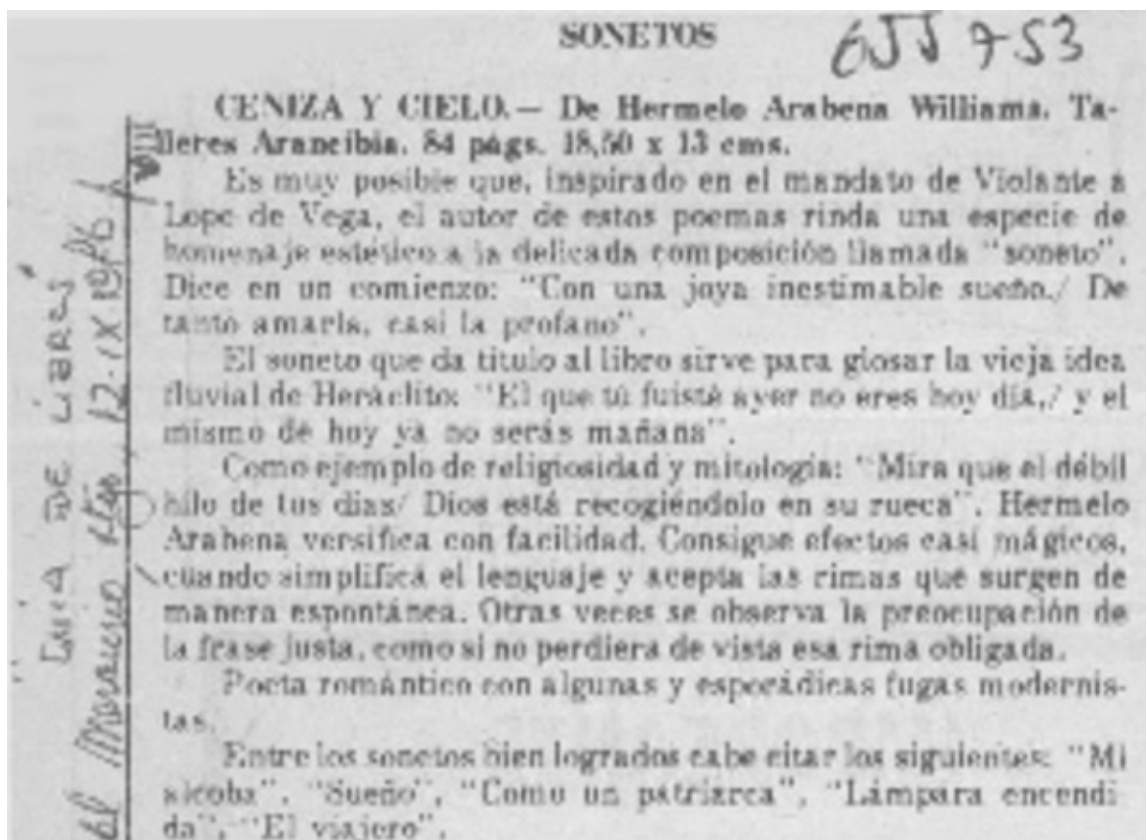 SONETOS
655 753
CENIZA Y CIELO.— De Hermelo Arabena Williams. Ta-
lleres Arancibia. 84 págs. 18,50 x 13 cms.
Es muy posible que, inspirado en el mandato de Violante a
Lope de Vega, el autor de estos poemas rinda una especie de
homenaje estético a la delicada composición llamada "soneto".
Dice en un comienzo: "Con una joya inestimable sueño./ De
tanto amarla, casi la profano".
El soneto que da título al libro sirve para glosar la vieja idea
fluvial de Heráclito: "El que tú fuiste ayer no eres hoy día,/ y el
mismo de hoy ya no serás mañana".
Como ejemplo de religiosidad y mitología: "Mira que el débil
hilo de tus días/ Dios está recogiéndolo en su rueca". Hermelo
Arabena versifica con facilidad. Consigue efectos casi mágicos,
cuando simplifica el lenguaje y acepta las rimas que surgen de
manera espontánea. Otras veces se observa la preocupación de
la frase justa, como si no perdiera de vista esa rima obligada.
Poeta romántico con algunas y esporádicas fugas modernis-
tas.
Entre los sonetos bien logrados cabe citar los siguientes: "Mi
alcoba", "Sueño", "Como un patriarca", "Lámpara encendi-
da", "El viajero".
GUIA DE LIBROS
El Mercurio Stgo, 12-IX-1976